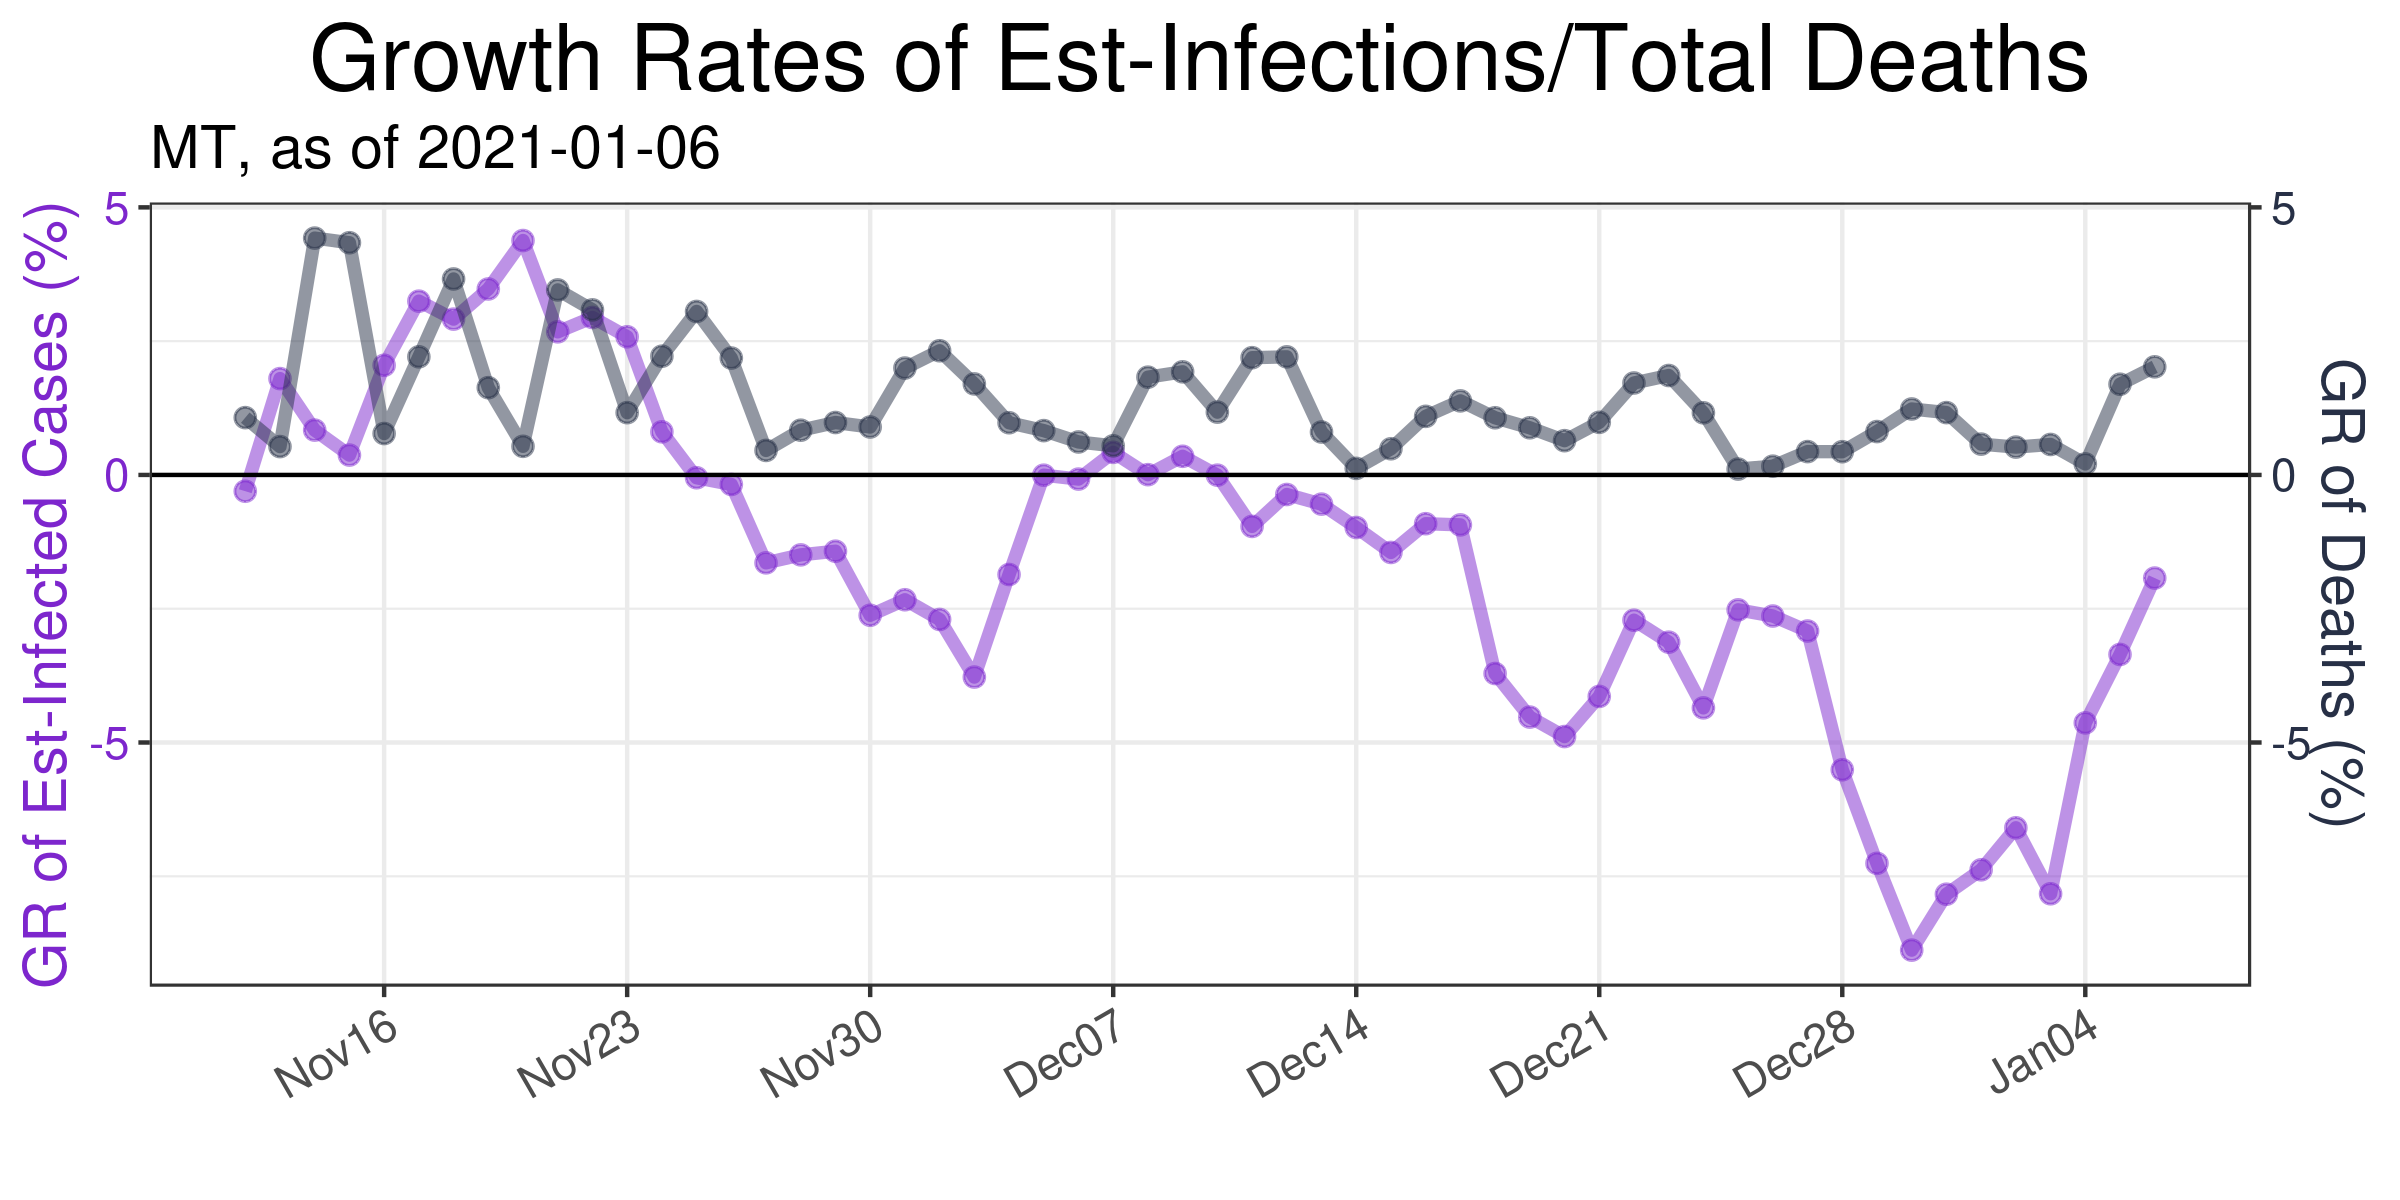 Growth Rates of Est-Infections/Total Deaths
MT, as of 2021-01-06
GR of Est-Infected Cases (%)
5
0
-5
5
0
-5
GR of Deaths (%)
Nov16
Nov23
Nov30
Dec07
Dec14
Dec21
Dec28
Jan04